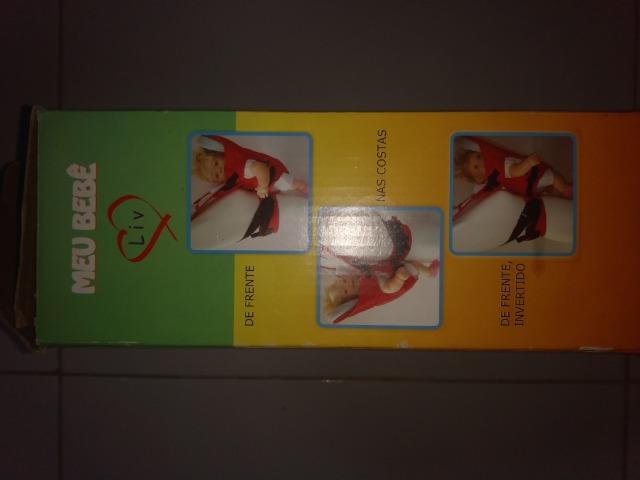 MEU BEBÊ
Liv
DE FRENTE
NAS COSTAS
DE FRENTE,
INVERTIDO